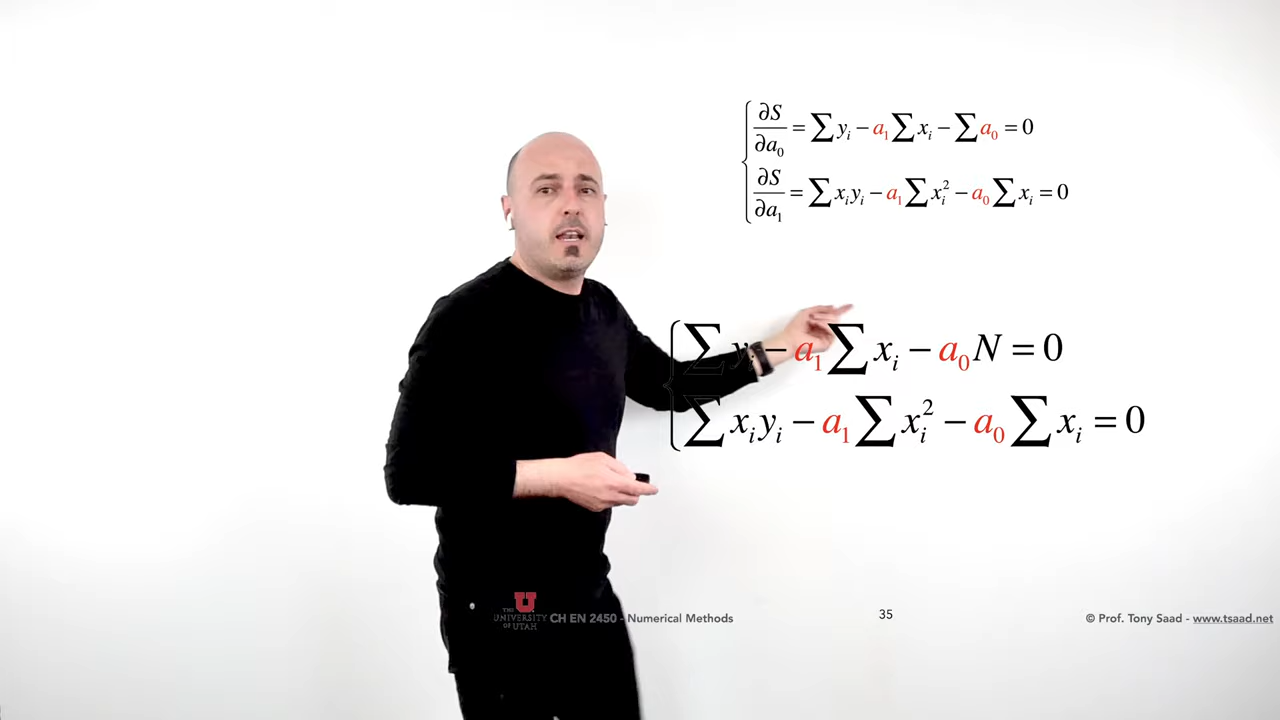 ∂S/∂a₀ = ∑ yᵢ − a₁ ∑ xᵢ − ∑ a₀ = 0
∂S/∂a₁ = ∑ xᵢyᵢ − a₁ ∑ xᵢ² − a₀ ∑ xᵢ = 0
∑ yᵢ − a₁ ∑ xᵢ − a₀N = 0
∑ xᵢyᵢ − a₁ ∑ xᵢ² − a₀ ∑ xᵢ = 0
THE U UNIVERSITY OF UTAH CH EN 2450 - Numerical Methods 35 © Prof. Tony Saad - www.tsaad.net